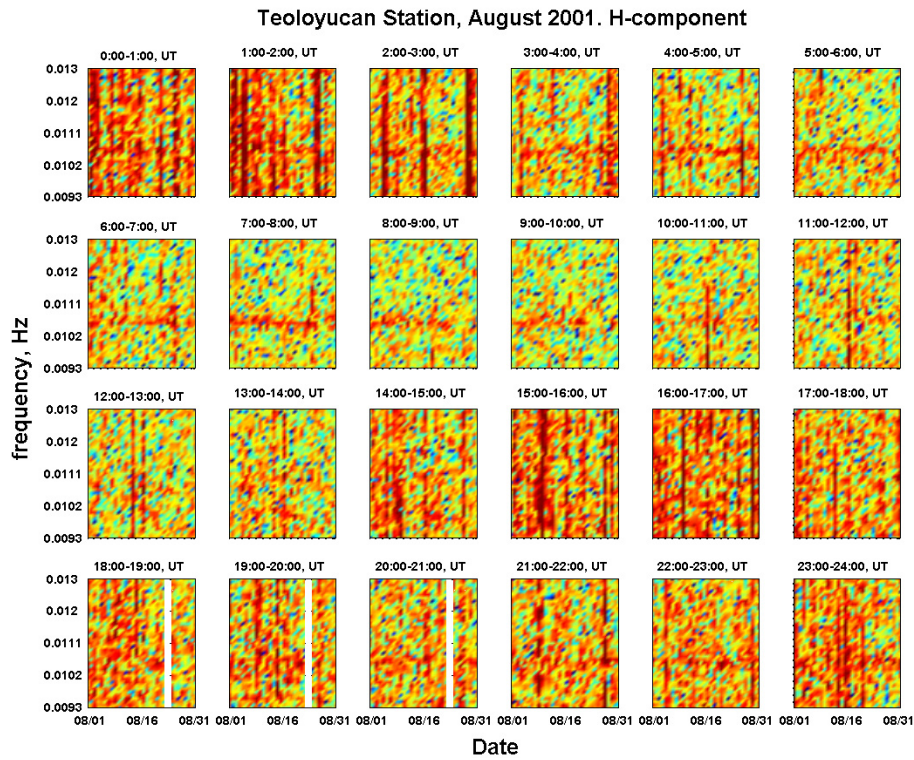 Teoloyucan Station, August 2001. H-component
0:00-1:00, UT 1:00-2:00, UT 2:00-3:00, UT 3:00-4:00, UT 4:00-5:00, UT 5:00-6:00, UT
0.013
0.012
0.0111
0.0102
0.0093
6:00-7:00, UT 7:00-8:00, UT 8:00-9:00, UT 9:00-10:00, UT 10:00-11:00, UT 11:00-12:00, UT
0.013
0.012
0.0111
0.0102
0.0093
frequency, Hz
12:00-13:00, UT 13:00-14:00, UT 14:00-15:00, UT 15:00-16:00, UT 16:00-17:00, UT 17:00-18:00, UT
0.013
0.012
0.0111
0.0102
0.0093
18:00-19:00, UT 19:00-20:00, UT 20:00-21:00, UT 21:00-22:00, UT 22:00-23:00, UT 23:00-24:00, UT
0.013
0.012
0.0111
0.0102
0.0093
08/01 08/16 08/31 08/01 08/16 08/31 08/01 08/16 08/31 08/01 08/16 08/31 08/01 08/16 08/31 08/01 08/16 08/31
Date